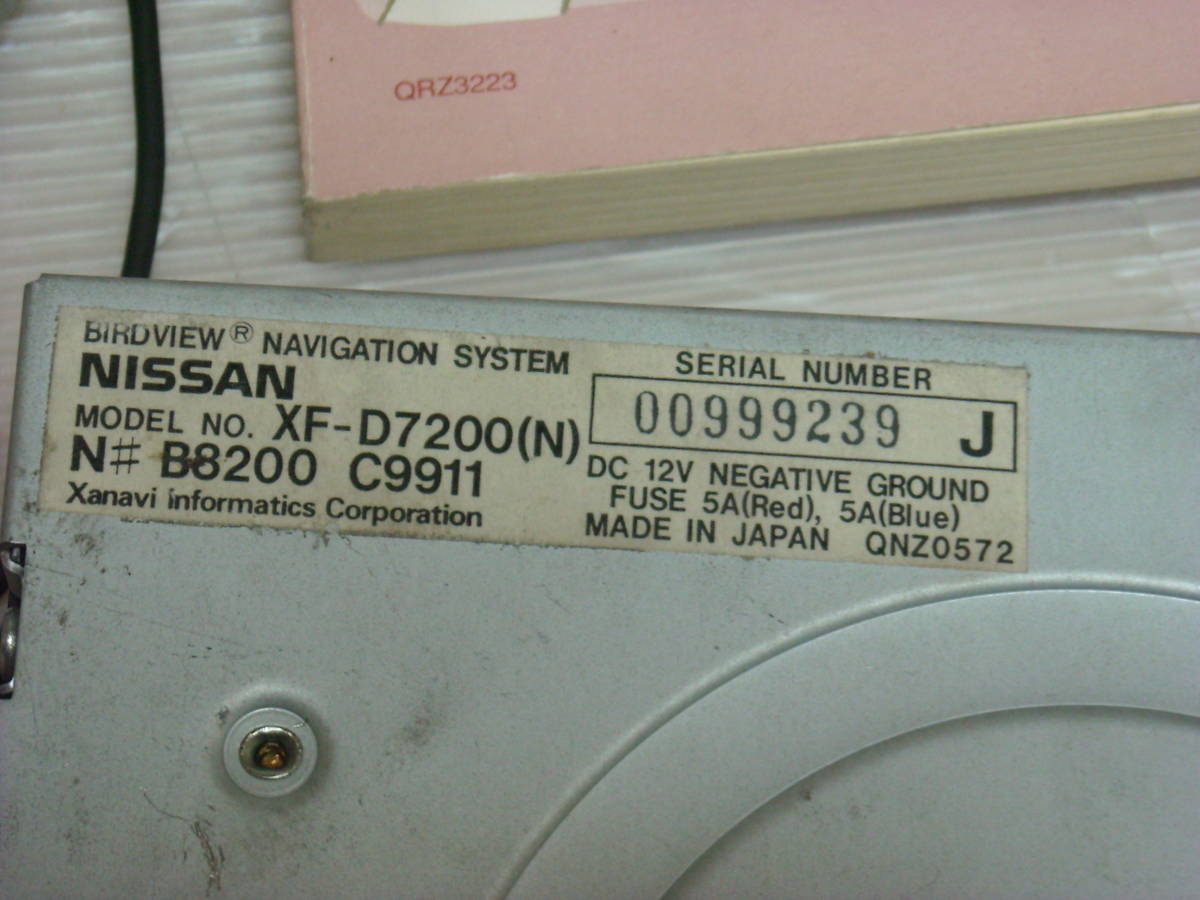 QRZ3223
BIRDVIEW® NAVIGATION SYSTEM
NISSAN
MODEL NO. XF-D7200(N)
N# B8200 C9911
Xanavi informatics Corporation
SERIAL NUMBER
00999239 J
DC 12V NEGATIVE GROUND
FUSE 5A(Red), 5A(Blue)
MADE IN JAPAN QNZ0572